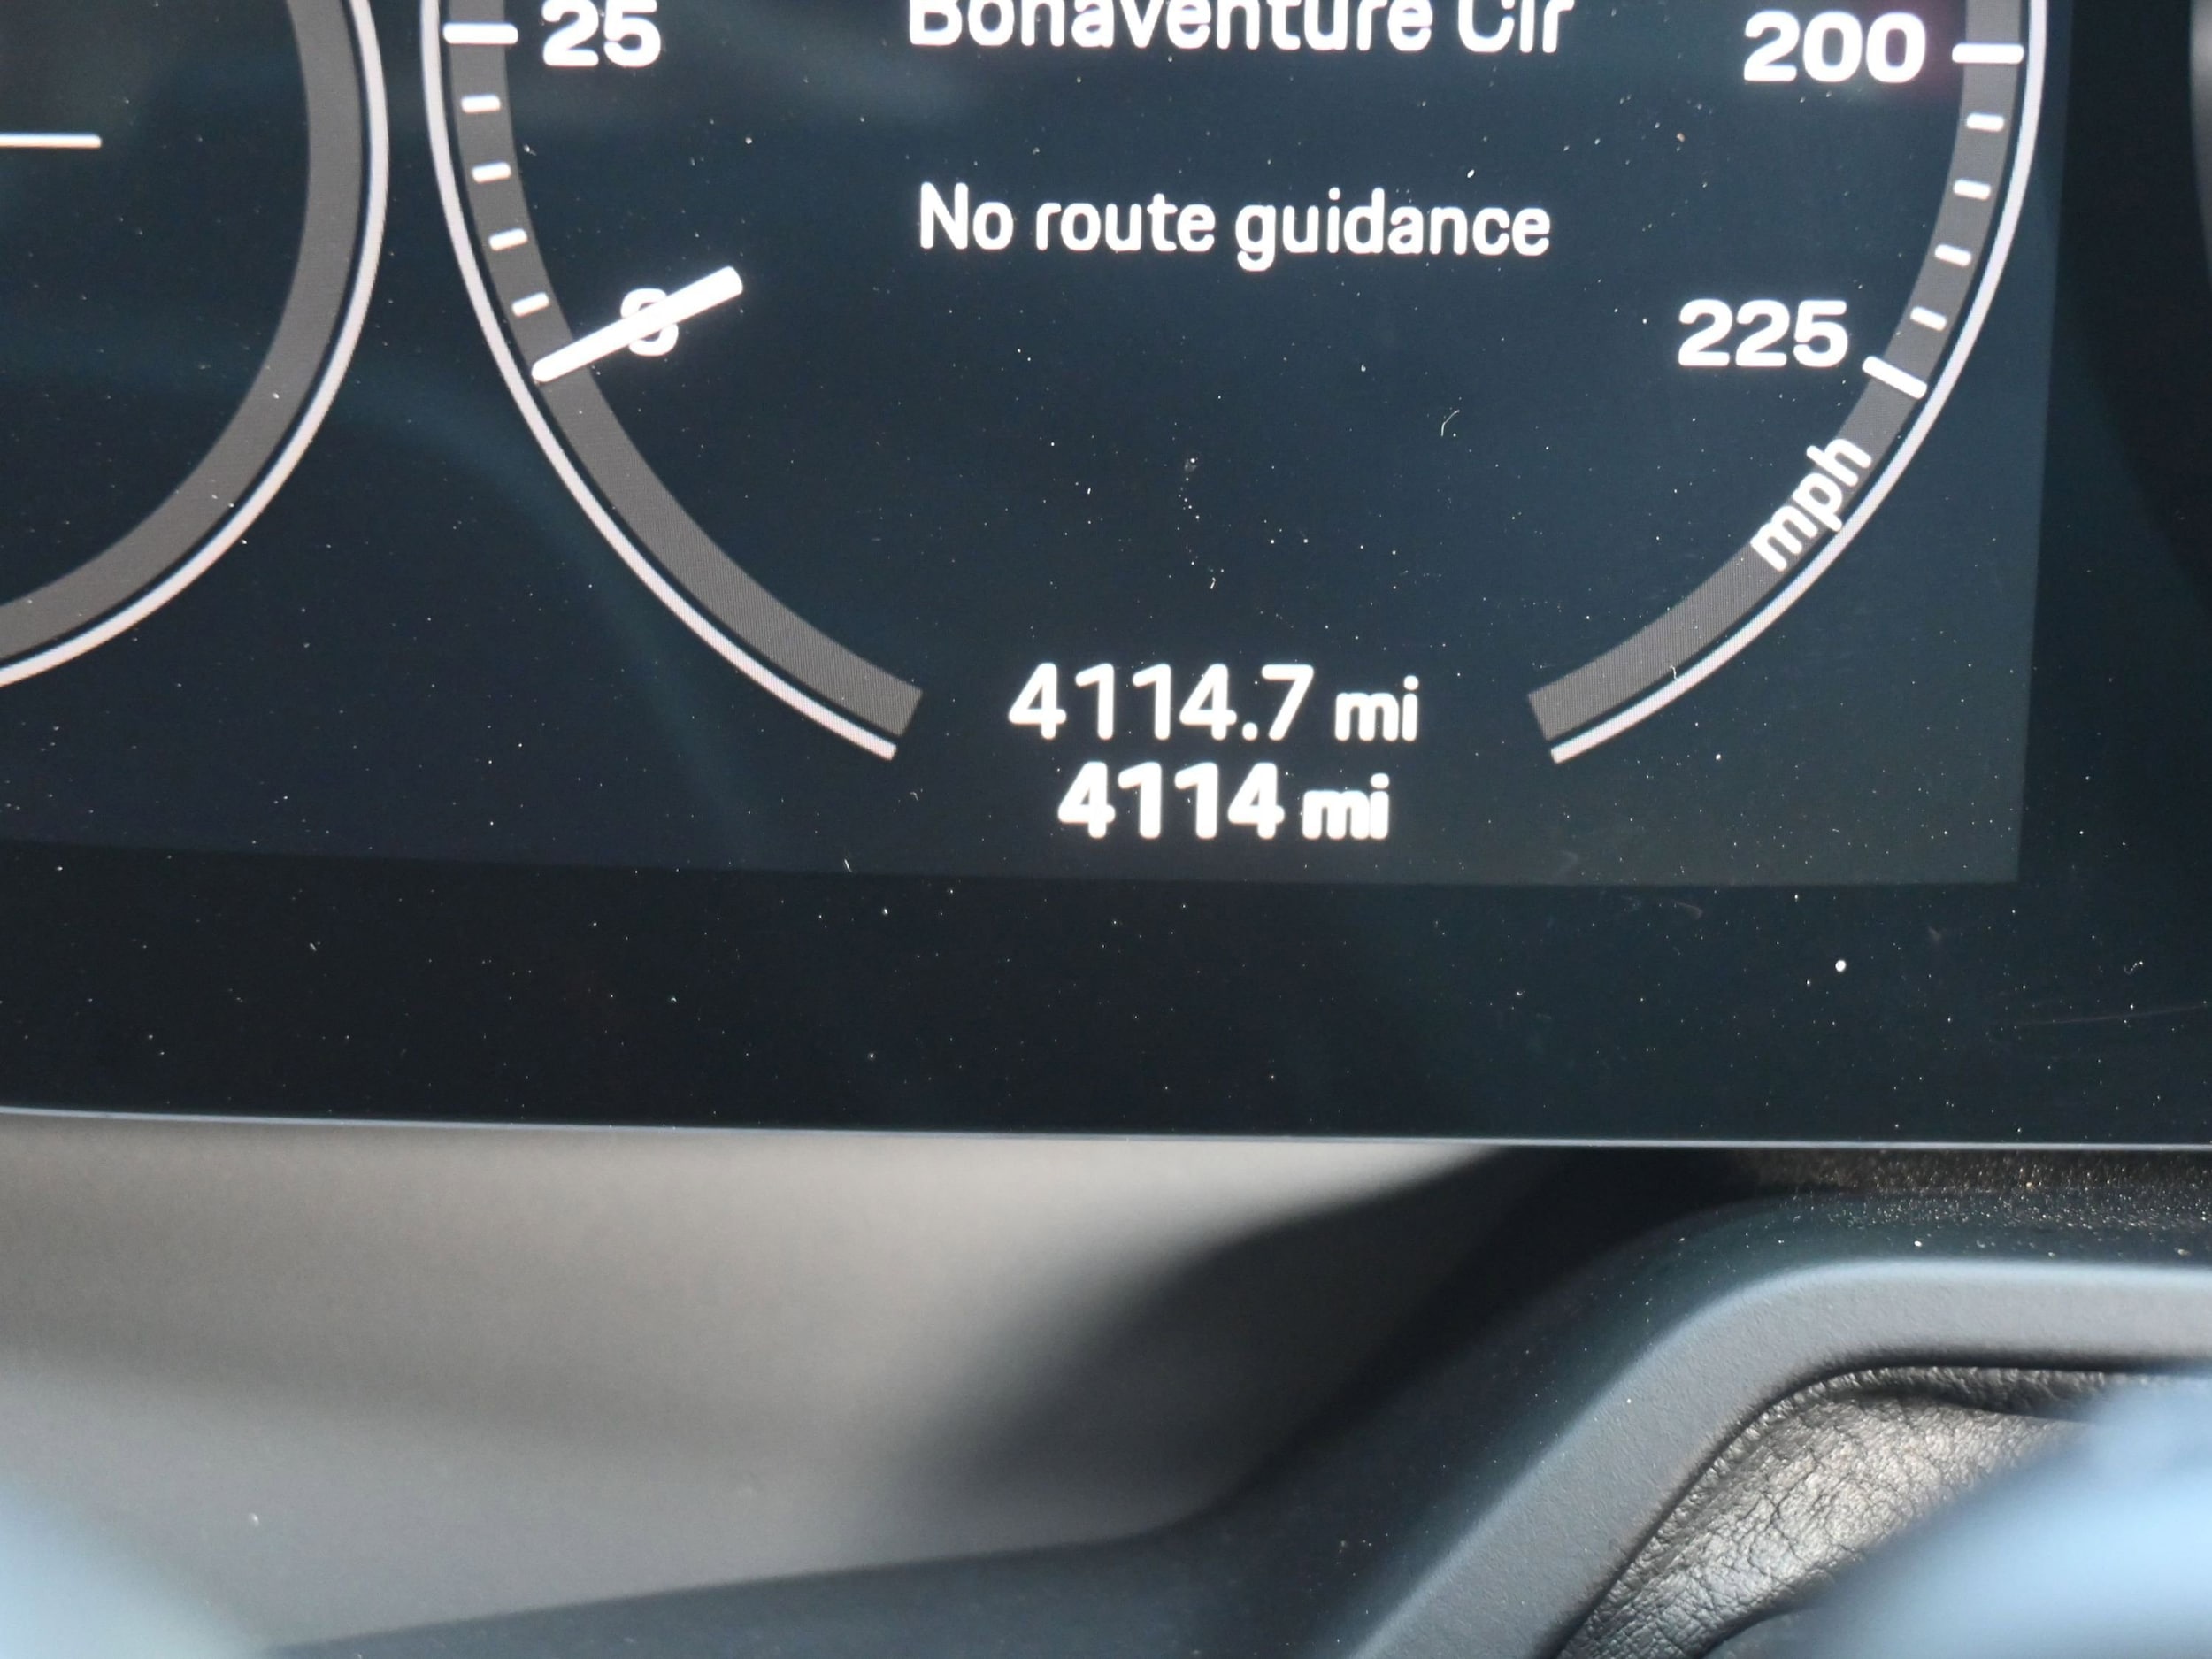 25
Bonaventure Cir
200
No route guidance
0
225
mph
4114.7 mi
4114 mi